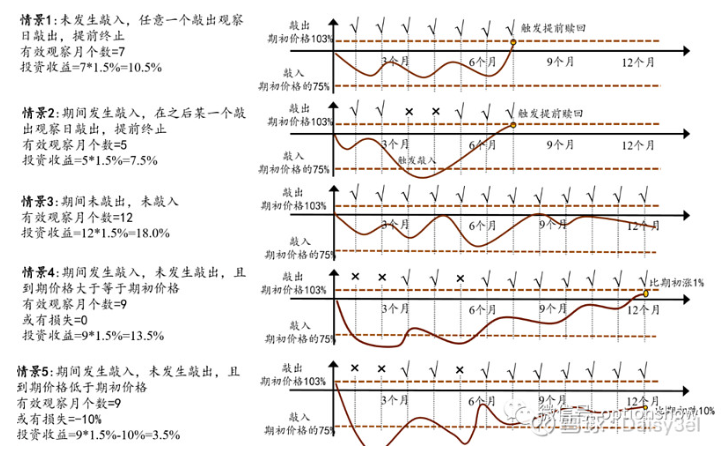 情景1：未发生敲入，任意一个敲出观察
日敲出，提前终止
有效观察月个数=7
投资收益=7*1.5%=10.5%
敲出
期初价格103%
√ √ √ √ √ √ √
触发提前赎回
3个月 6个月 9个月 12个月
敲入
期初价格的75%
情景2：期间发生敲入，在之后某一个敲
出观察日敲出，提前终止
有效观察月个数=5
投资收益=5*1.5%=7.5%
敲出
期初价格103%
√ √ × × √ √ √
触发提前赎回
3个月 6个月 9个月 12个月
敲入
期初价格的75%
触发敲入
情景3：期间未敲出，未敲入
有效观察月个数=12
投资收益=12*1.5%=18.0%
敲出
期初价格103%
√ √ √ √ √ √ √ √ √ √ √ √
3个月 6个月 9个月 12个月
敲入
期初价格的75%
情景4：期间发生敲入，未发生敲出，且
到期价格大于等于期初价格
有效观察月个数=9
或有损失=0
投资收益=9*1.5%=13.5%
敲出
期初价格103%
× × √ √ × √ √ √ √ √ √ √
比期初涨1%
3个月 6个月 9个月 12个月
敲入
期初价格的75%
情景5：期间发生敲入，未发生敲出，且
到期价格低于期初价格
有效观察月个数=9
或有损失=-10%
投资收益=9*1.5%-10%=3.5%
敲出
期初价格103%
× × √ √ × √ √ √ √ √ √ √
3个月 6个月 9个月 12个月
敲入
期初价格的75%
10%
微信号
雪球：Daisy3ei